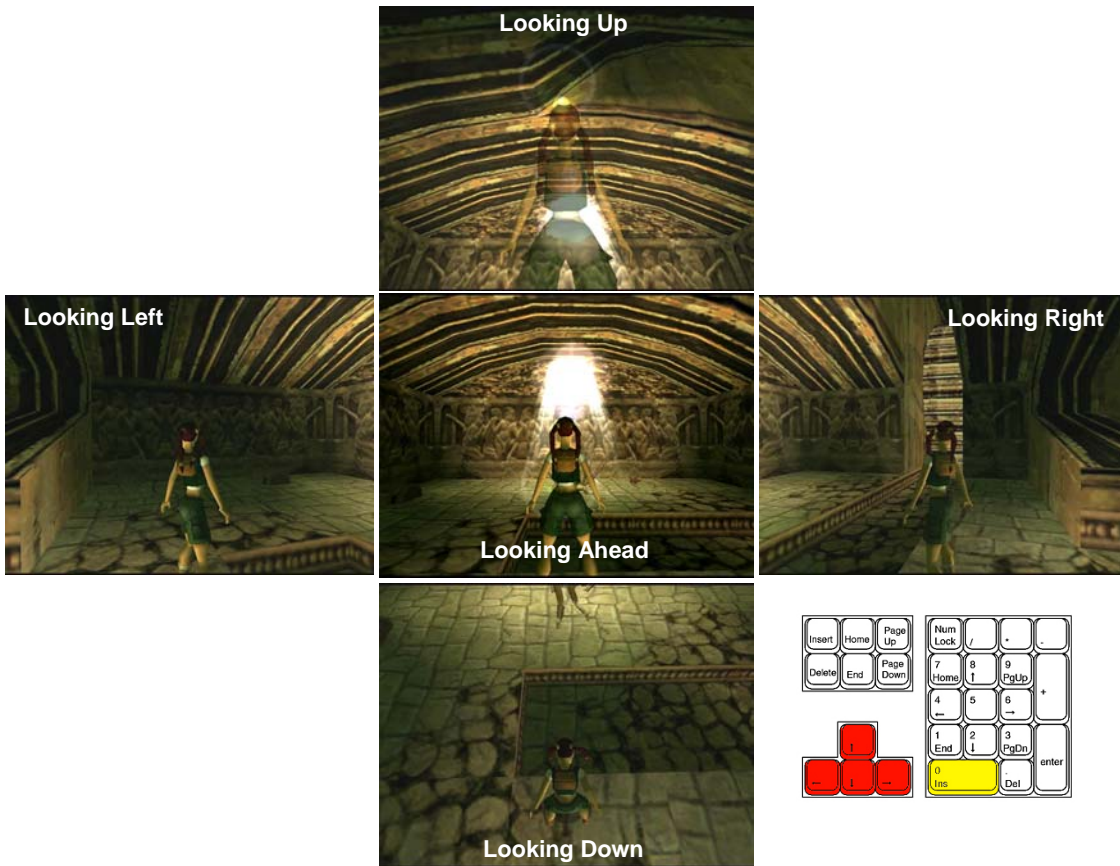 Looking Up
Looking Left
Looking Right
Looking Ahead
Looking Down
Insert Home Page Up
Delete End Page Down
↑
← ↓ →
Num Lock / * -
7 Home 8 ↑ 9 PgUp +
4 ← 5 6 →
1 End 2 ↓ 3 PgDn enter
0 Ins . Del